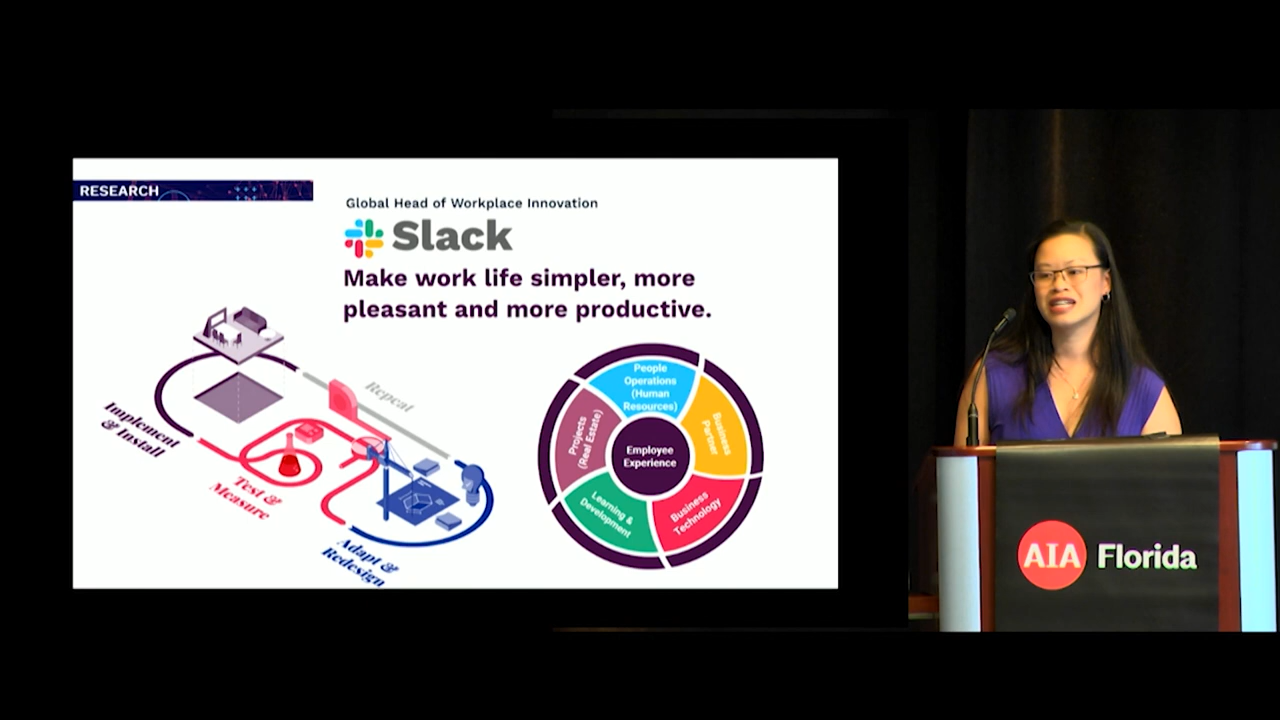 RESEARCH
Global Head of Workplace Innovation
Slack
Make work life simpler, more
pleasant and more productive.
Repeat
Implement
& Install
Test &
Measure
Adapt &
Redesign
People
Operations
(Human
Resources)
Business
Partner
Business
Technology
Learning &
Development
Projects
(Real Estate)
Employee
Experience
AIA Florida